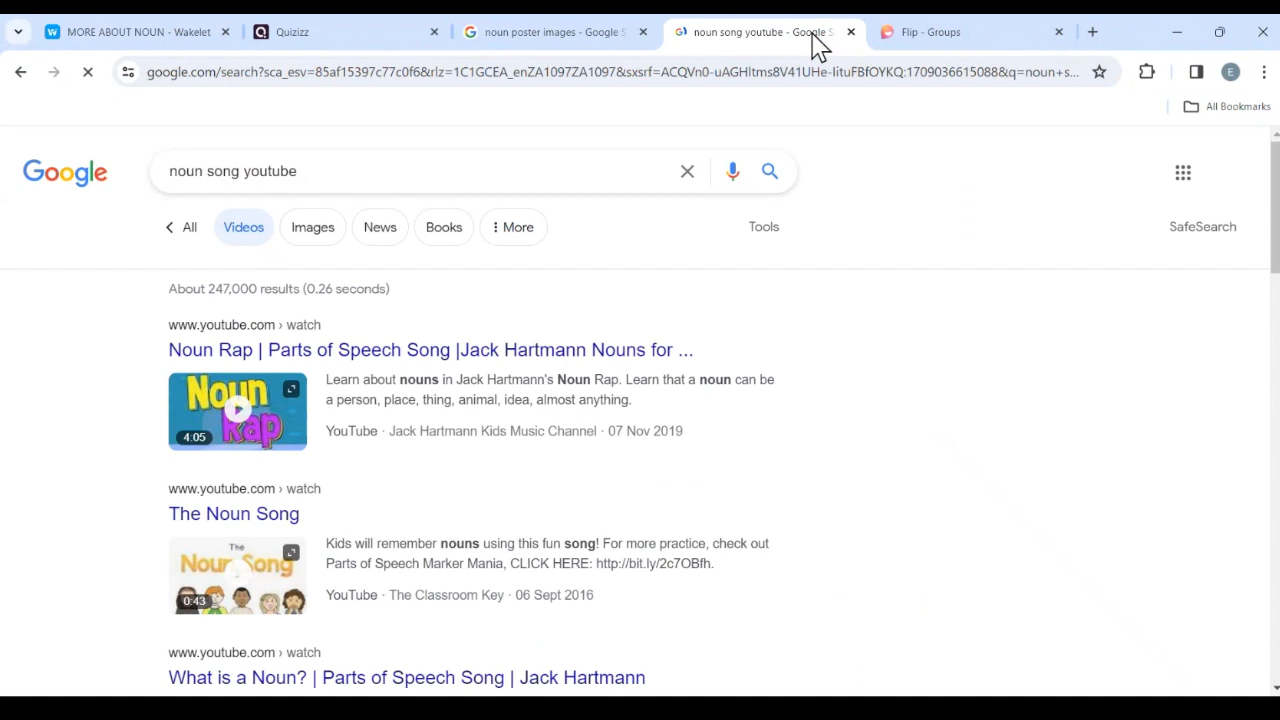 MORE ABOUT NOUN - Wakelet
Quizizz
noun poster images - Google S
noun song youtube - Google S
Flip - Groups
google.com/search?sca_esv=85af15397c77c0f6&rlz=1C1GCEA_enZA1097ZA1097&sxsrf=ACQVn0-uAGHltms8V41UHe-lituFBfOYKQ:1709036615088&q=noun+s...
E
All Bookmarks
Google
noun song youtube
All
Videos
Images
News
Books
More
Tools
SafeSearch
About 247,000 results (0.26 seconds)
www.youtube.com › watch
Noun Rap | Parts of Speech Song |Jack Hartmann Nouns for ...
Noun
Rap
4:05
Learn about nouns in Jack Hartmann's Noun Rap. Learn that a noun can be
a person, place, thing, animal, idea, almost anything.
YouTube · Jack Hartmann Kids Music Channel · 07 Nov 2019
www.youtube.com › watch
The Noun Song
The
Noun Song
0:43
Kids will remember nouns using this fun song! For more practice, check out
Parts of Speech Marker Mania, CLICK HERE: http://bit.ly/2c7OBfh.
YouTube · The Classroom Key · 06 Sept 2016
www.youtube.com › watch
What is a Noun? | Parts of Speech Song | Jack Hartmann